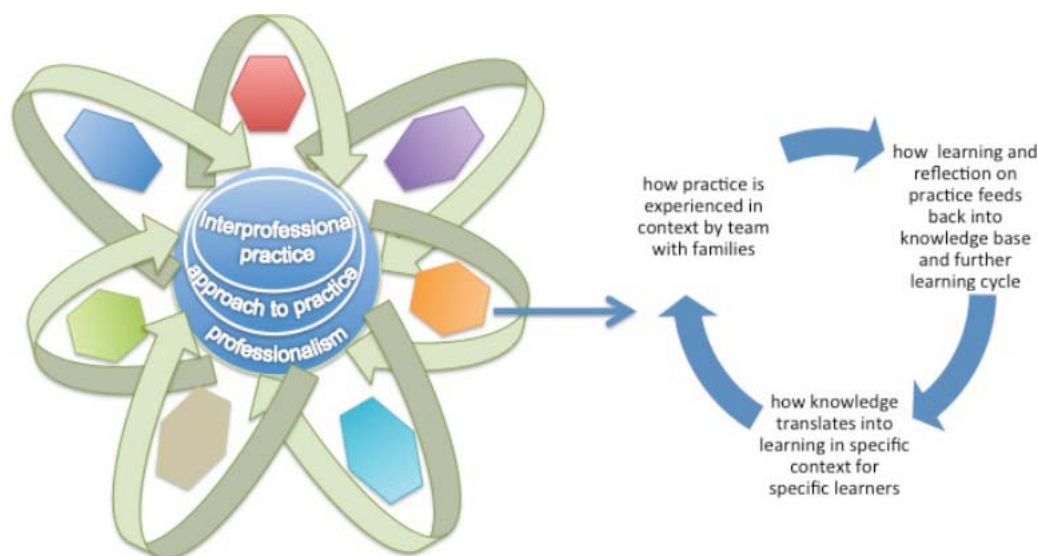 Interprofessional
practice
approach to practice
professionalism
how practice is
experienced in
context by team
with families
how learning and
reflection on
practice feeds
back into
knowledge base
and further
learning cycle
how knowledge
translates into
learning in specific
context for
specific learners